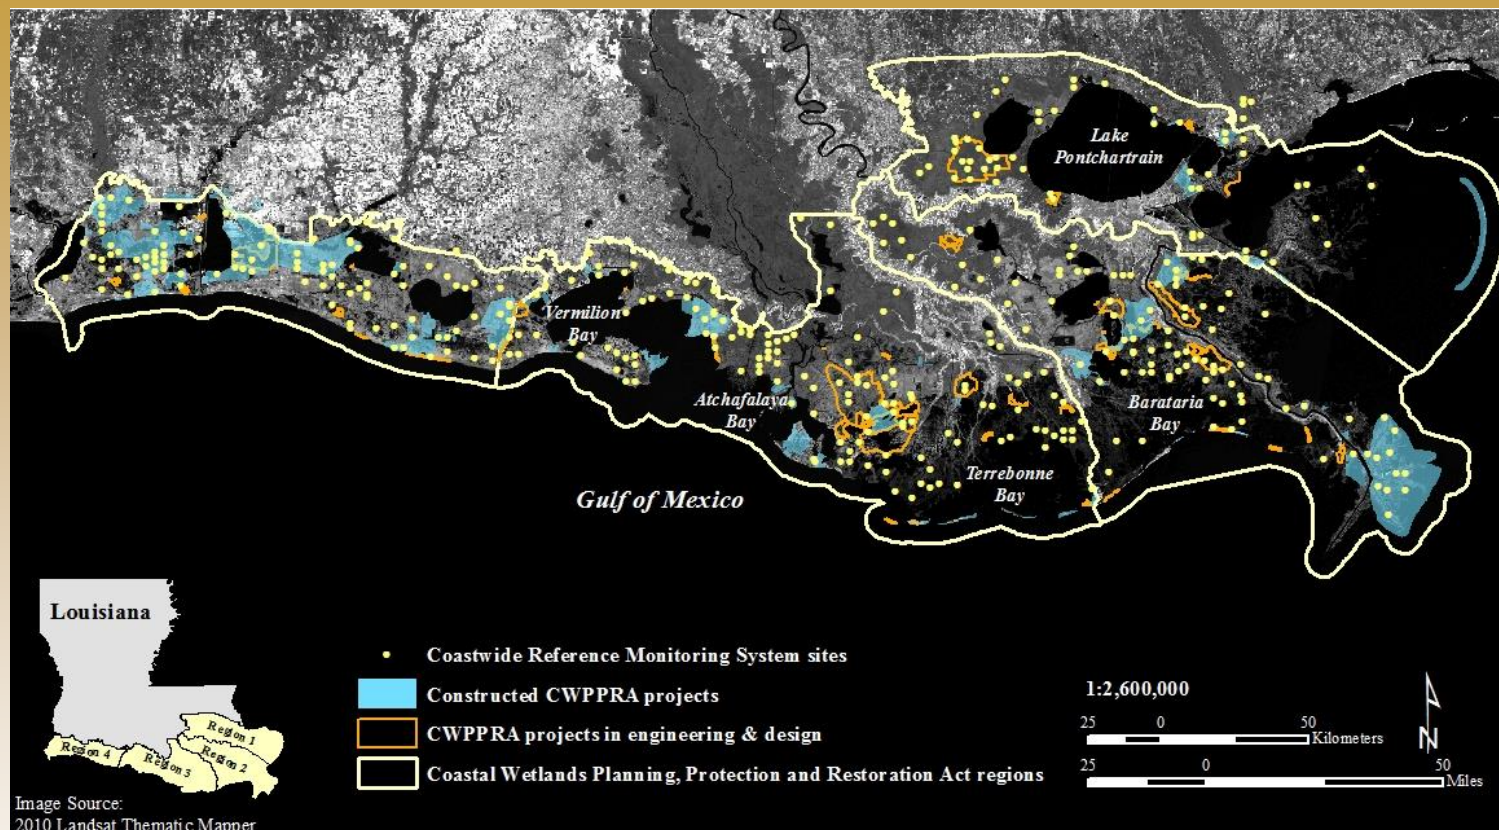 Lake
Pontchartrain
Vermilion
Bay
Atchafalaya
Bay
Barataria
Bay
Terrebonne
Bay
Gulf of Mexico
Louisiana
Region 1
Region 2
Region 3
Region 4
Coastwide Reference Monitoring System sites
Constructed CWPPRA projects
CWPPRA projects in engineering & design
Coastal Wetlands Planning, Protection and Restoration Act regions
1:2,600,000
25 0 50
Kilometers
25 0 50
Miles
N
Image Source:
2010 Landsat Thematic Mapper